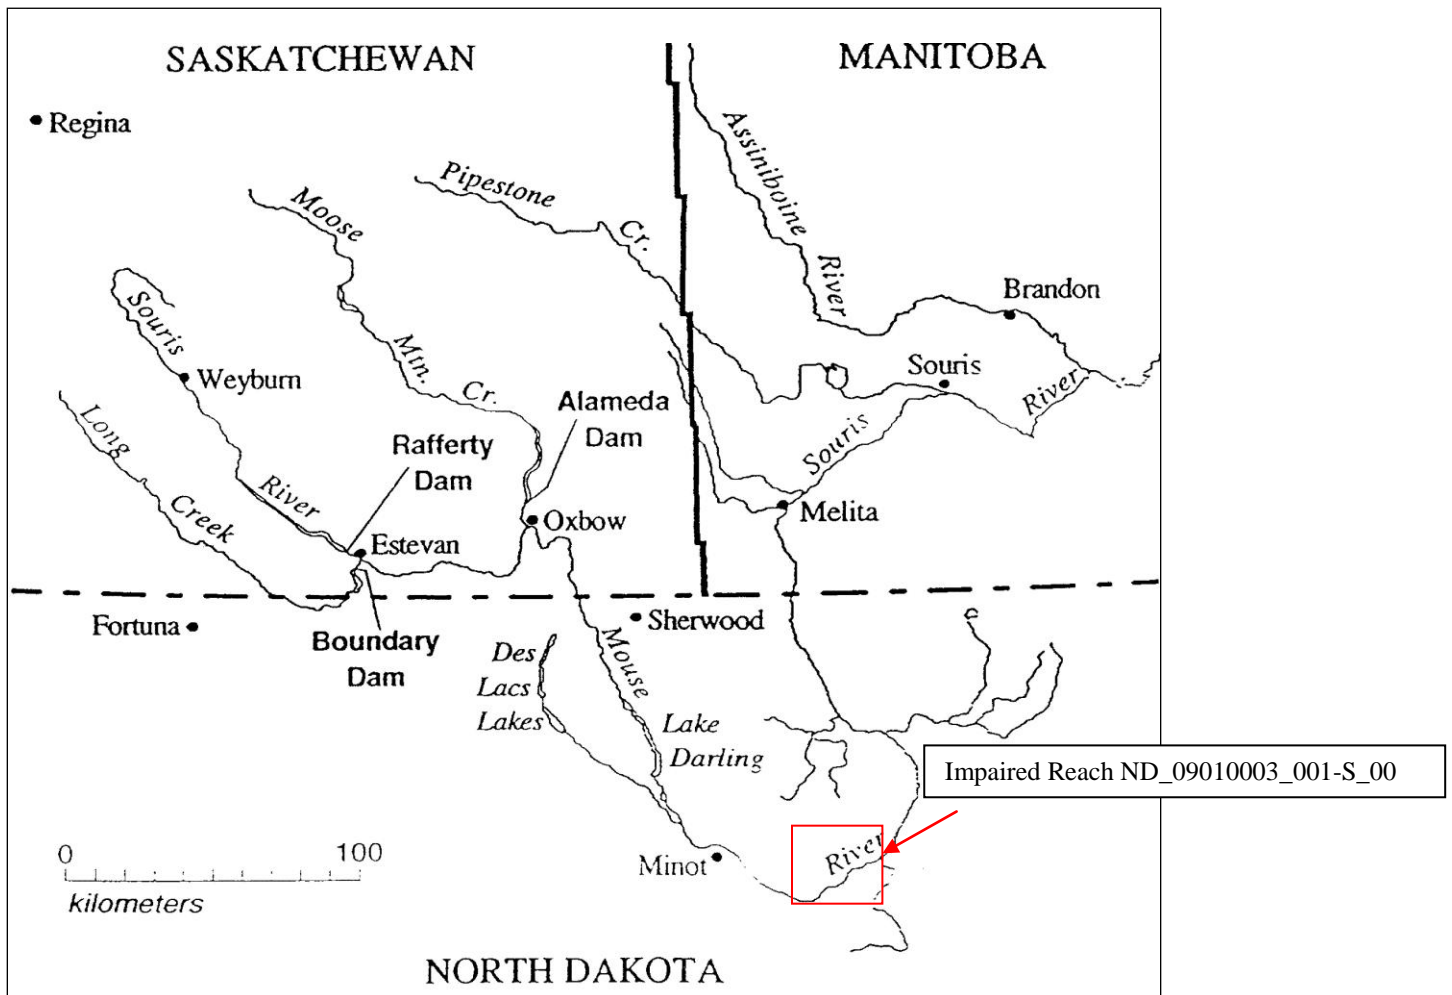 SASKATCHEWAN
MANITOBA
Regina
Assiniboine
River
Pipestone
Cr.
Moose
Mtn.
Cr.
Brandon
Souris
River
Souris
River
Weyburn
Souris
Long
Creek
Alameda
Dam
Rafferty
Dam
River
Melita
Oxbow
Estevan
Fortuna
Boundary
Dam
Sherwood
Mouse
Des
Lacs
Lakes
Lake
Darling
Impaired Reach ND_09010003_001-S_00
River
Minot
0
100
kilometers
NORTH DAKOTA